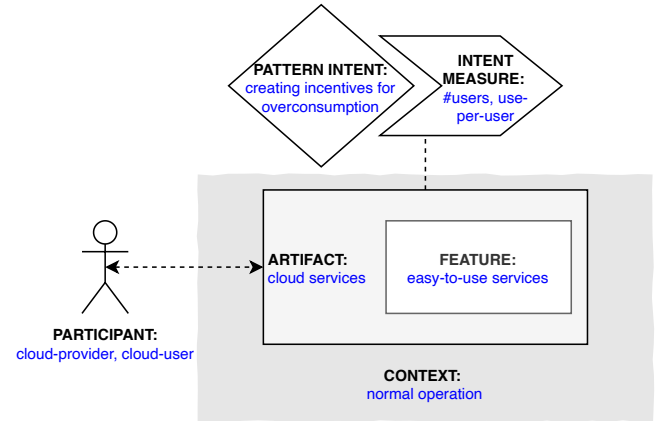 PATTERN INTENT:
creating incentives for
overconsumption
INTENT
MEASURE:
#users, use-
per-user
ARTIFACT:
cloud services
FEATURE:
easy-to-use services
PARTICIPANT:
cloud-provider, cloud-user
CONTEXT:
normal operation